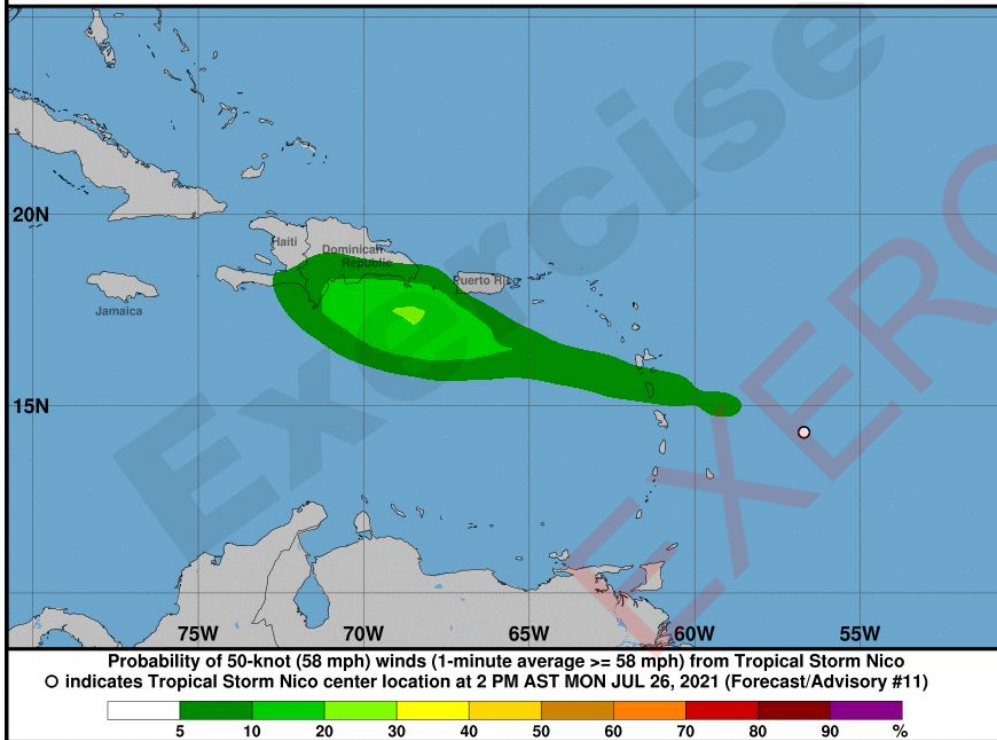 Exercise
EXERC
20N
Haiti
Dominican
Republic
Puerto Rico
Jamaica
15N
75W 70W 65W 60W 55W
Probability of 50-knot (58 mph) winds (1-minute average >= 58 mph) from Tropical Storm Nico
O indicates Tropical Storm Nico center location at 2 PM AST MON JUL 26, 2021 (Forecast/Advisory #11)
5 10 20 30 40 50 60 70 80 90 %